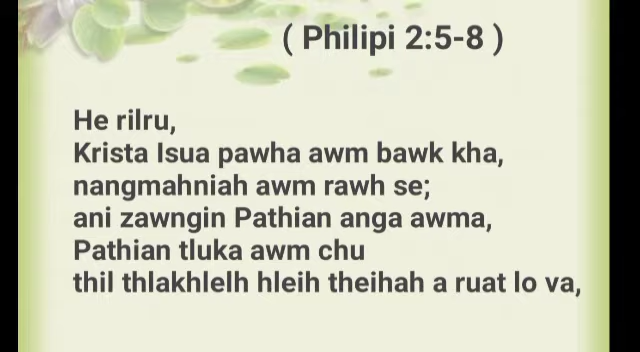 ( Philipi 2:5-8 )
He rilru,
Krista Isua pawha awm bawk kha,
nangmahniah awm rawh se;
ani zawngin Pathian anga awma,
Pathian tluka awm chu
thil thlakhlelh hleih theihah a ruat lo va,